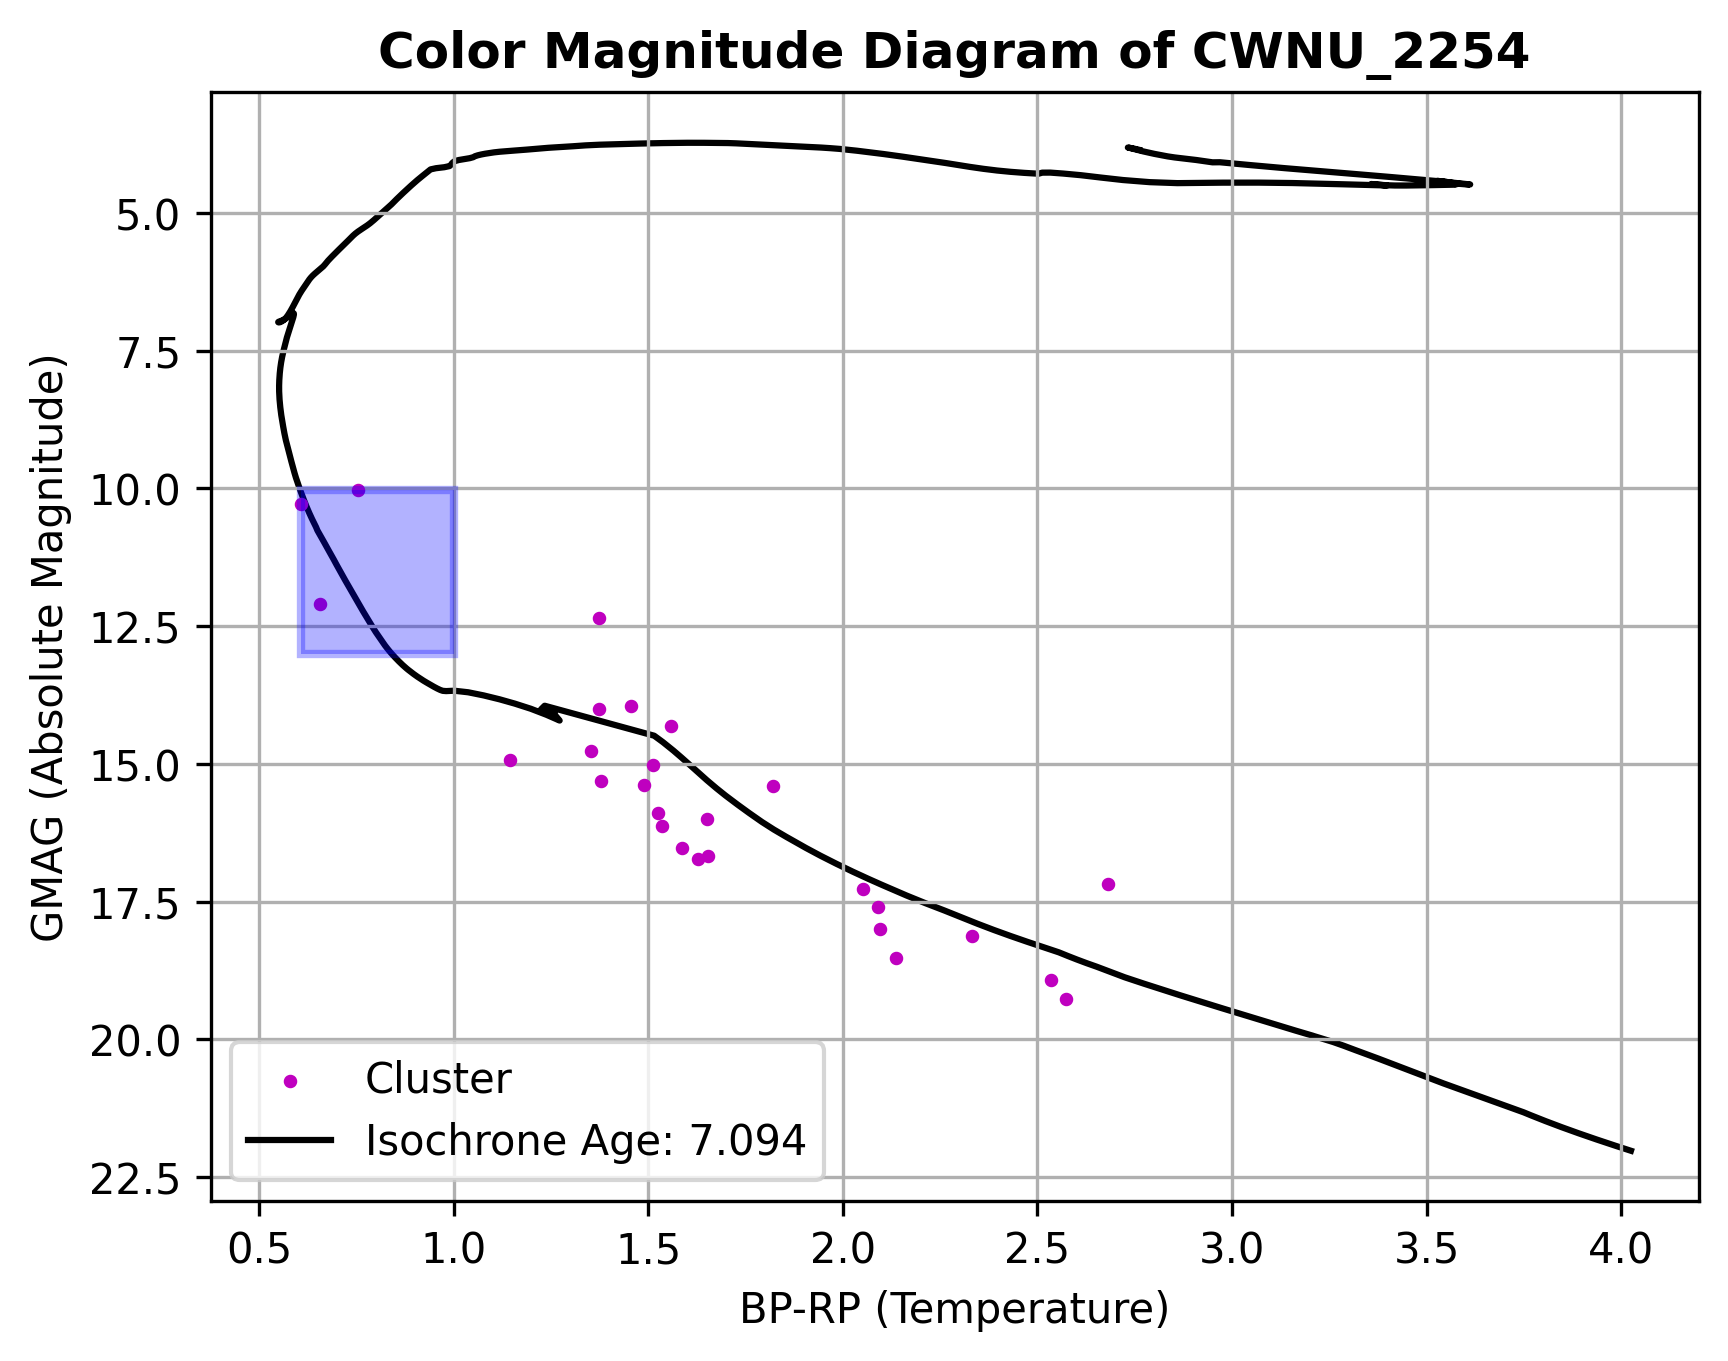 Color Magnitude Diagram of CWNU_2254
GMAG (Absolute Magnitude)
5.0
7.5
10.0
12.5
15.0
17.5
20.0
22.5
Cluster
Isochrone Age: 7.094
0.5 1.0 1.5 2.0 2.5 3.0 3.5 4.0
BP-RP (Temperature)